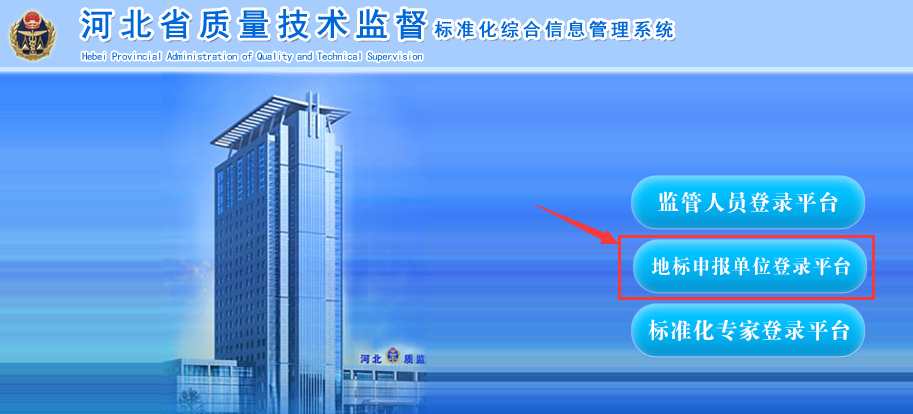 河北省质量技术监督 标准化综合信息管理系统
Hebei Provincial Administration of Quality and Technical Supervision
监管人员登录平台
地标申报单位登录平台
标准化专家登录平台
河北 质监